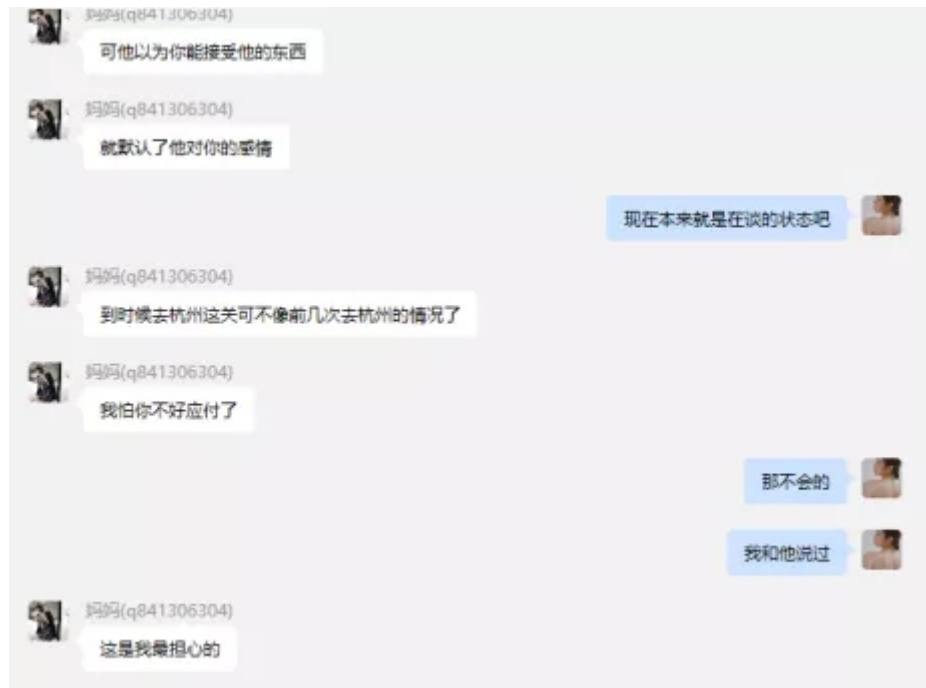 妈妈(q841306304)
可他以为你能接受他的东西
妈妈(q841306304)
就默认了他对你的感情
现在本来就是在谈的状态吧
妈妈(q841306304)
到时候去杭州这关可不像前几次去杭州的情况了
妈妈(q841306304)
我怕你不好应付了
那不会的
我和他说过
妈妈(q841306304)
这是我最担心的